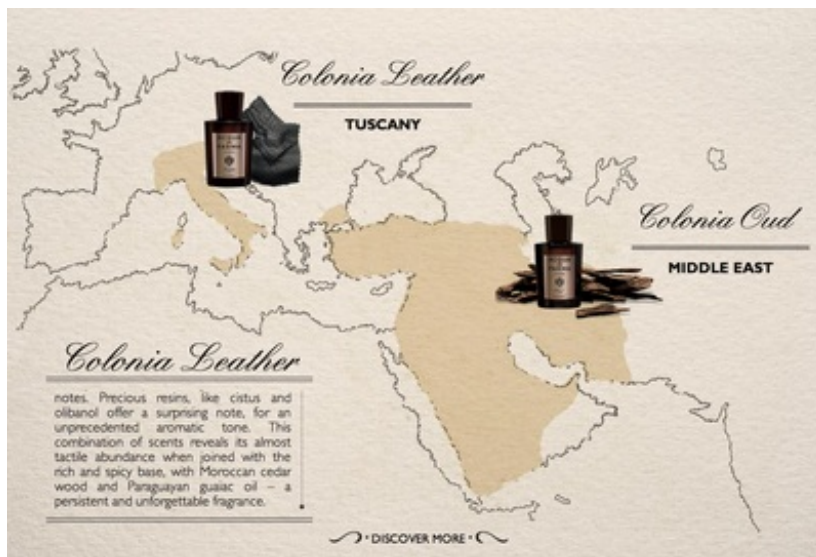 Colonia Leather
TUSCANY
Colonia Oud
MIDDLE EAST
Colonia Leather
notes. Precious resins, like cistus and
olibanol offer a surprising note, for an
unprecedented aromatic tone. This
combination of scents reveals its almost
tactile abundance when joined with the
rich and spicy base, with Moroccan cedar
wood and Paraguayan guaiac oil – a
persistent and unforgettable fragrance.
• DISCOVER MORE •